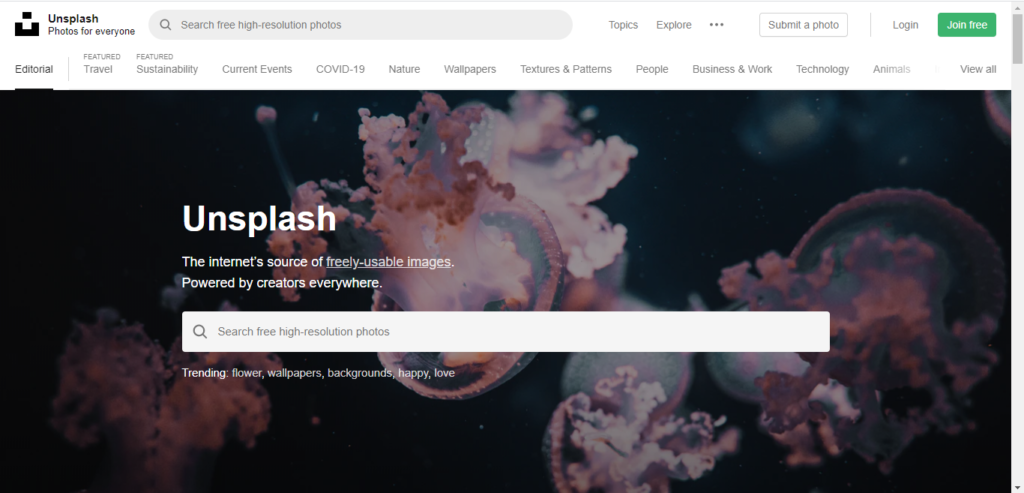 Unsplash
Photos for everyone
Search free high-resolution photos
Topics
Explore
Submit a photo
Login
Join free
Editorial
FEATURED
Travel
FEATURED
Sustainability
Current Events
COVID-19
Nature
Wallpapers
Textures & Patterns
People
Business & Work
Technology
Animals
View all
Unsplash
The internet's source of freely-usable images.
Powered by creators everywhere.
Search free high-resolution photos
Trending: flower, wallpapers, backgrounds, happy, love